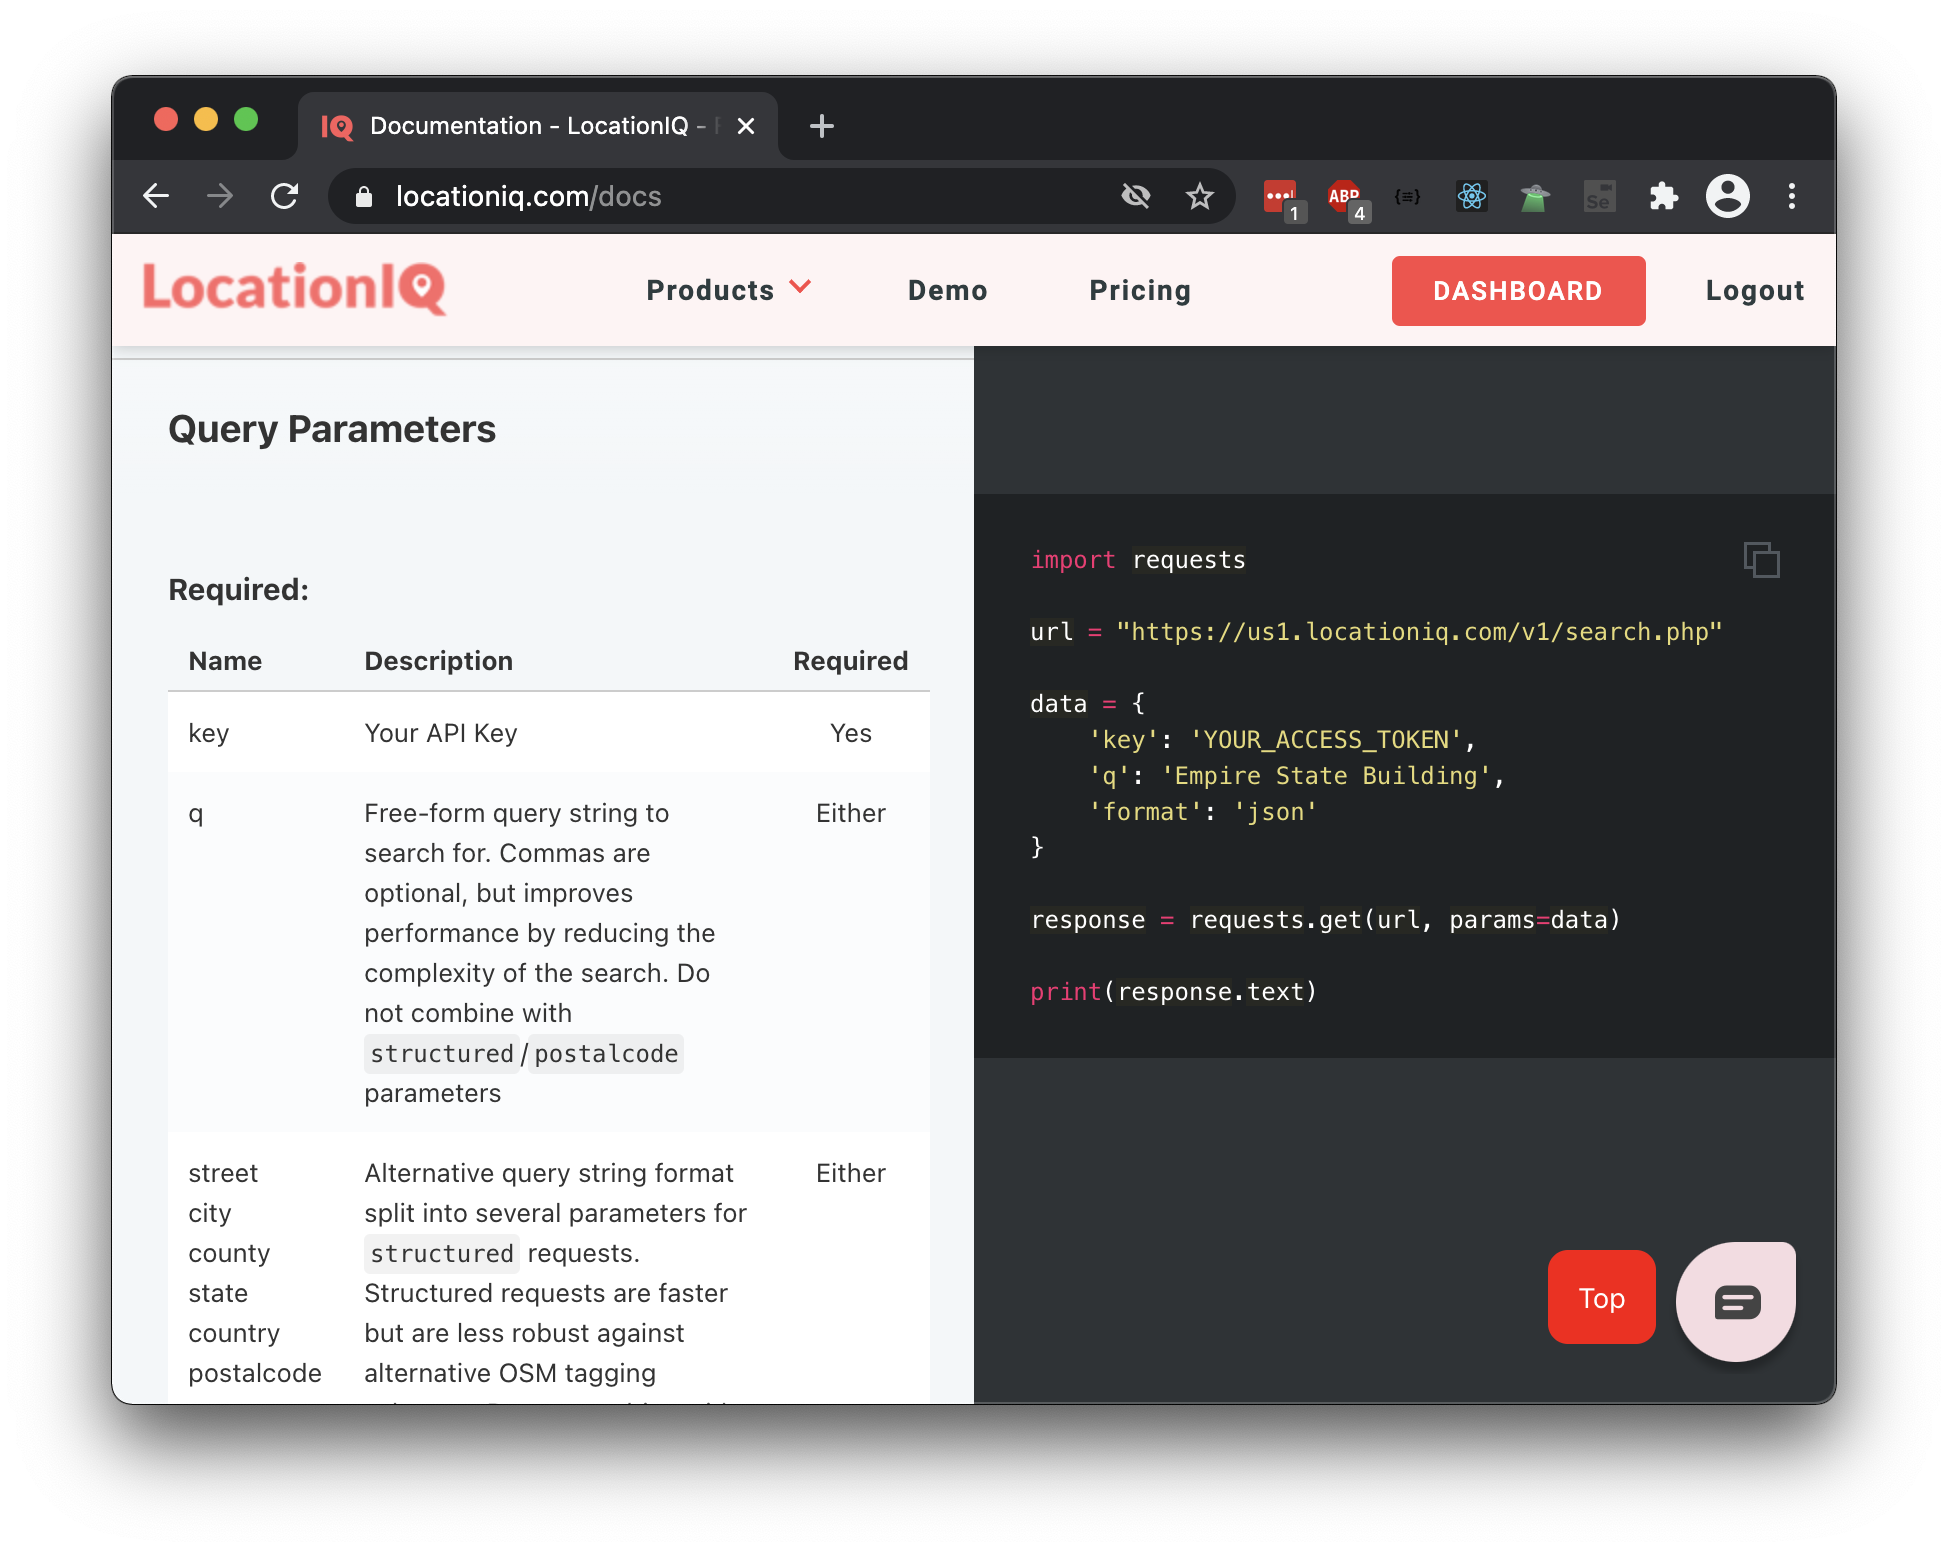 Documentation - LocationIQ -
locationiq.com/docs
1
ABP
4
{≡}
Se
LocationIQ
Products
Demo
Pricing
DASHBOARD
Logout
Query Parameters
Required:
Name Description Required
key Your API Key Yes
q Free-form query string to Either
search for. Commas are
optional, but improves
performance by reducing the
complexity of the search. Do
not combine with
structured/postalcode
parameters
street Alternative query string format Either
city split into several parameters for
county structured requests.
state Structured requests are faster
country but are less robust against
postalcode alternative OSM tagging
import requests
url = "https://us1.locationiq.com/v1/search.php"
data = {
    'key': 'YOUR_ACCESS_TOKEN',
    'q': 'Empire State Building',
    'format': 'json'
}
response = requests.get(url, params=data)
print(response.text)
Top